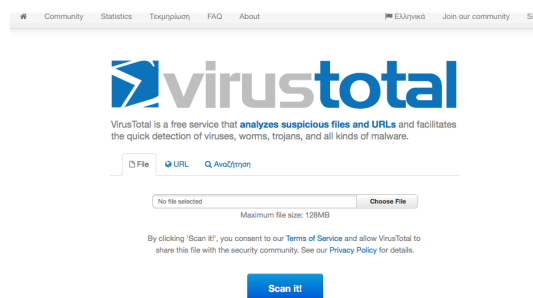 Community Statistics Τεκμηρίωση FAQ About Ελληνικά Join our community
virustotal
VirusTotal is a free service that analyzes suspicious files and URLs and facilitates
the quick detection of viruses, worms, trojans, and all kinds of malware.
File URL Αναζήτηση
No file selected Choose File
Maximum file size: 128MB
By clicking 'Scan it!', you consent to our Terms of Service and allow VirusTotal to
share this file with the security community. See our Privacy Policy for details.
Scan it!